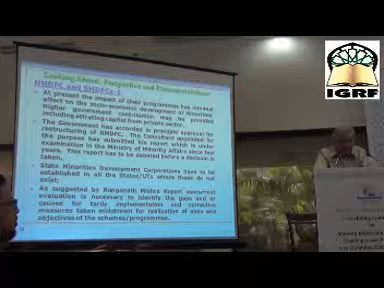 Looking Ahead: Perspective and Recommendations
NMDFC and SMDFCs-3
At present the impact of their programmes has minimal
effect on the socio-economic development of minorities.
Higher government contribution may be provided
including attrating capital from private sector.
The Government has accorded in principle approval for
restructuring of NMDFC. The Consultant appointed for
the purpose has submitted his report which is under
examination in the Ministry of Minority Affairs since few
years. This report has to be debated before a decision is
taken.
State Minorities Development Corporations have to be
established in all the States/UTs where these do not
exist;
As suggested by Ranganath Mishra Report concurrent
evaluation is necessary to identify the gaps and or
causes for tardy implementation and corrective
measures taken midstream for realization of aims and
objectives of the schemes/programmes.
IGRF